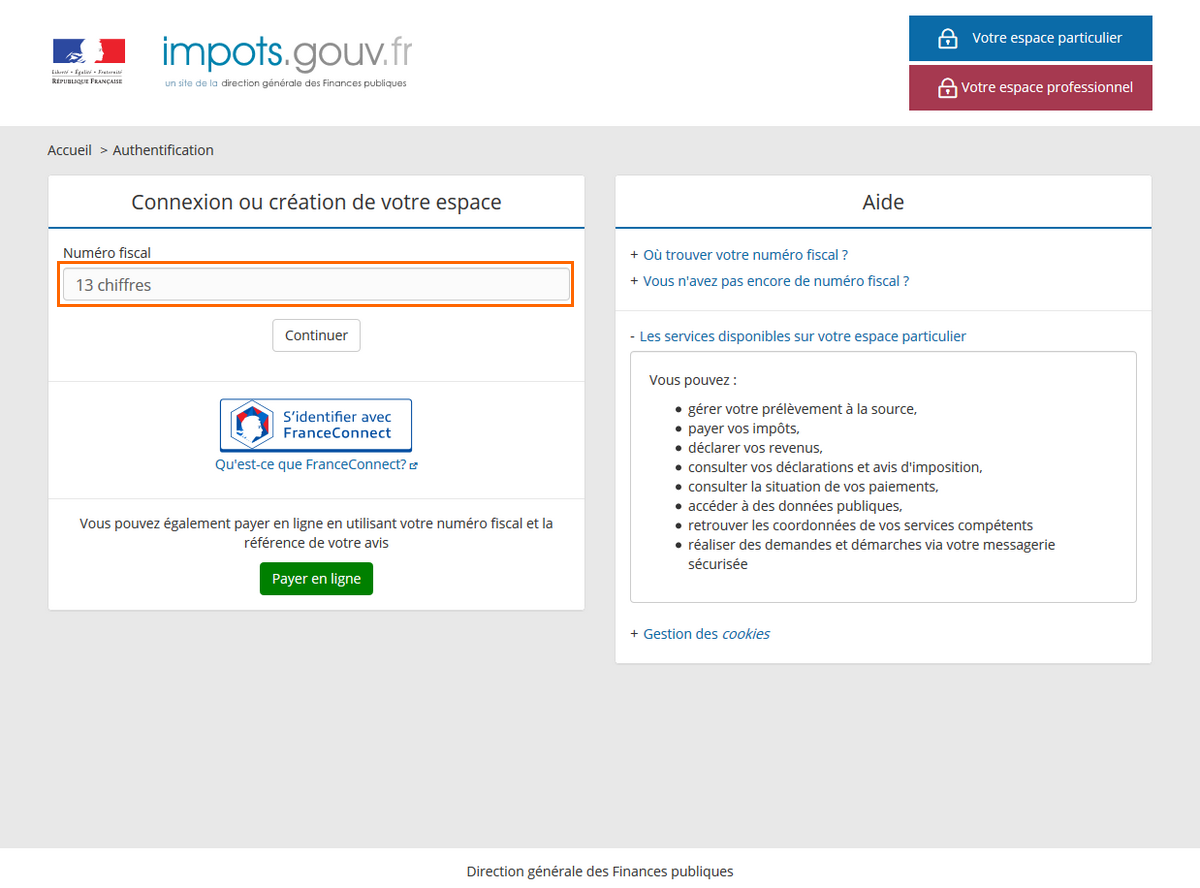 Liberté • Égalité • Fraternité
RÉPUBLIQUE FRANÇAISE
impots.gouv.fr
un site de la direction générale des Finances publiques
Votre espace particulier
Votre espace professionnel
Accueil > Authentification
Connexion ou création de votre espace
Numéro fiscal
13 chiffres
Continuer
S'identifier avec
FranceConnect
Qu'est-ce que FranceConnect?
Vous pouvez également payer en ligne en utilisant votre numéro fiscal et la
référence de votre avis
Payer en ligne
Aide
+ Où trouver votre numéro fiscal ?
+ Vous n'avez pas encore de numéro fiscal ?
- Les services disponibles sur votre espace particulier
Vous pouvez :
• gérer votre prélèvement à la source,
• payer vos impôts,
• déclarer vos revenus,
• consulter vos déclarations et avis d'imposition,
• consulter la situation de vos paiements,
• accéder à des données publiques,
• retrouver les coordonnées de vos services compétents
• réaliser des demandes et démarches via votre messagerie
sécurisée
+ Gestion des cookies
Direction générale des Finances publiques